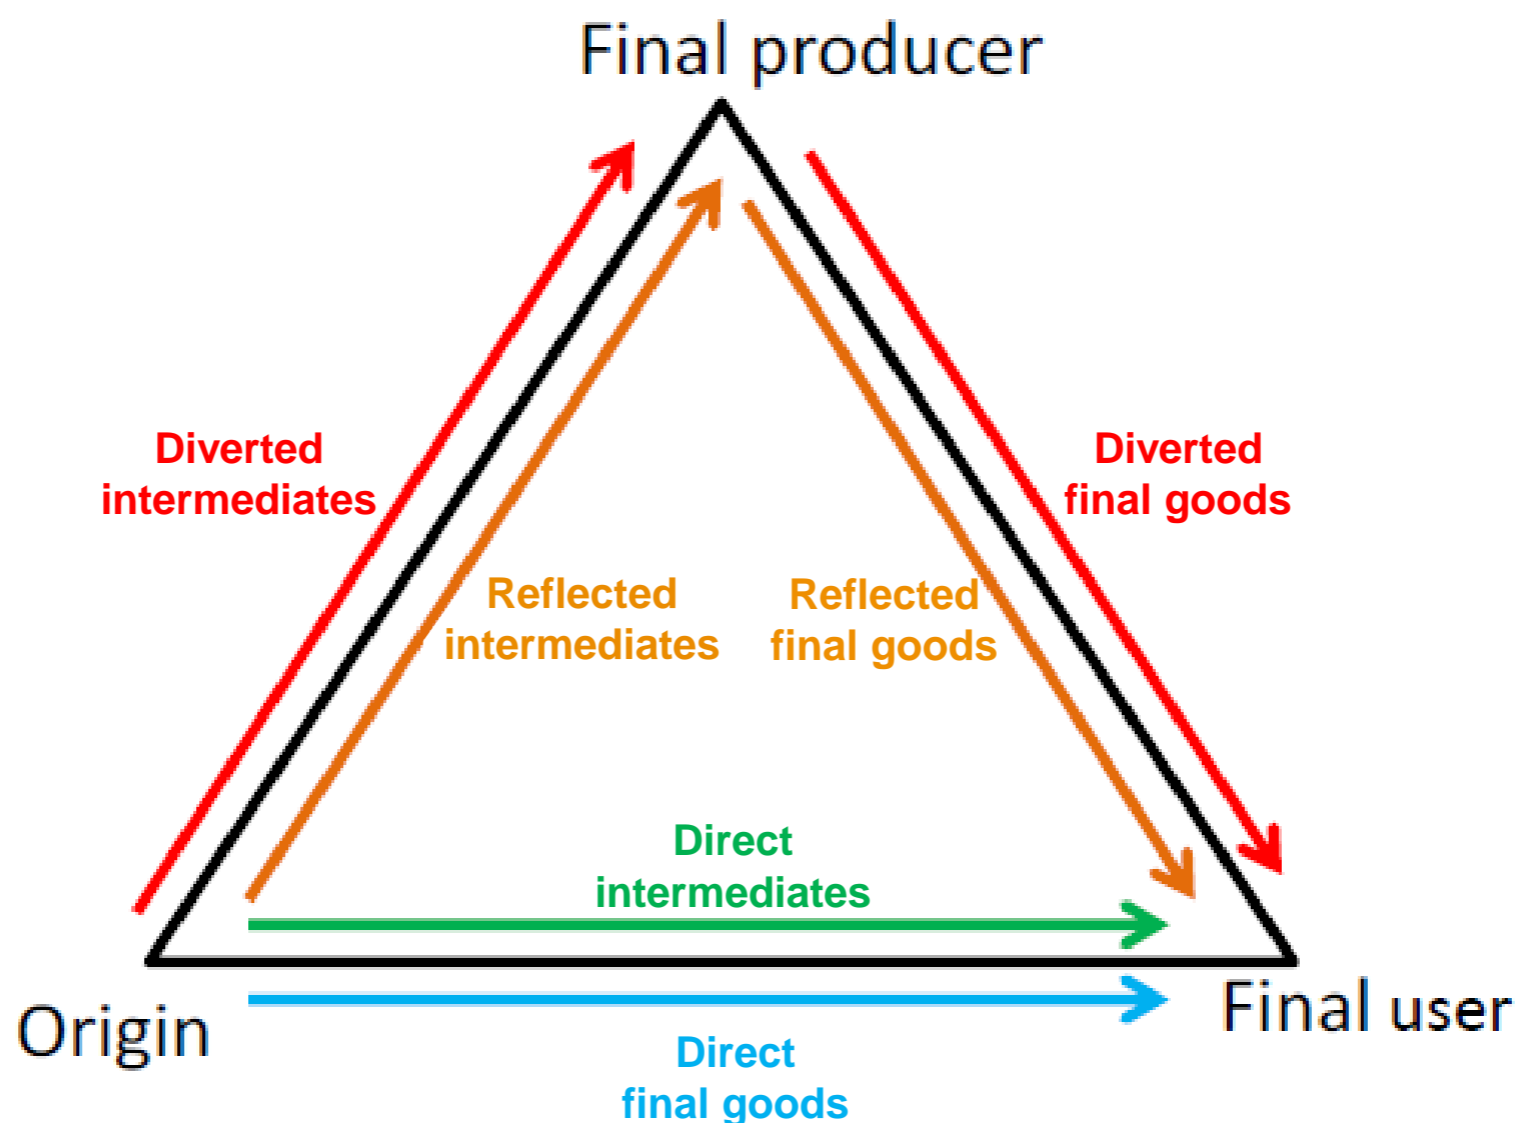 Final producer
Diverted
intermediates
Diverted
final goods
Reflected
intermediates
Reflected
final goods
Direct
intermediates
Origin
Final user
Direct
final goods